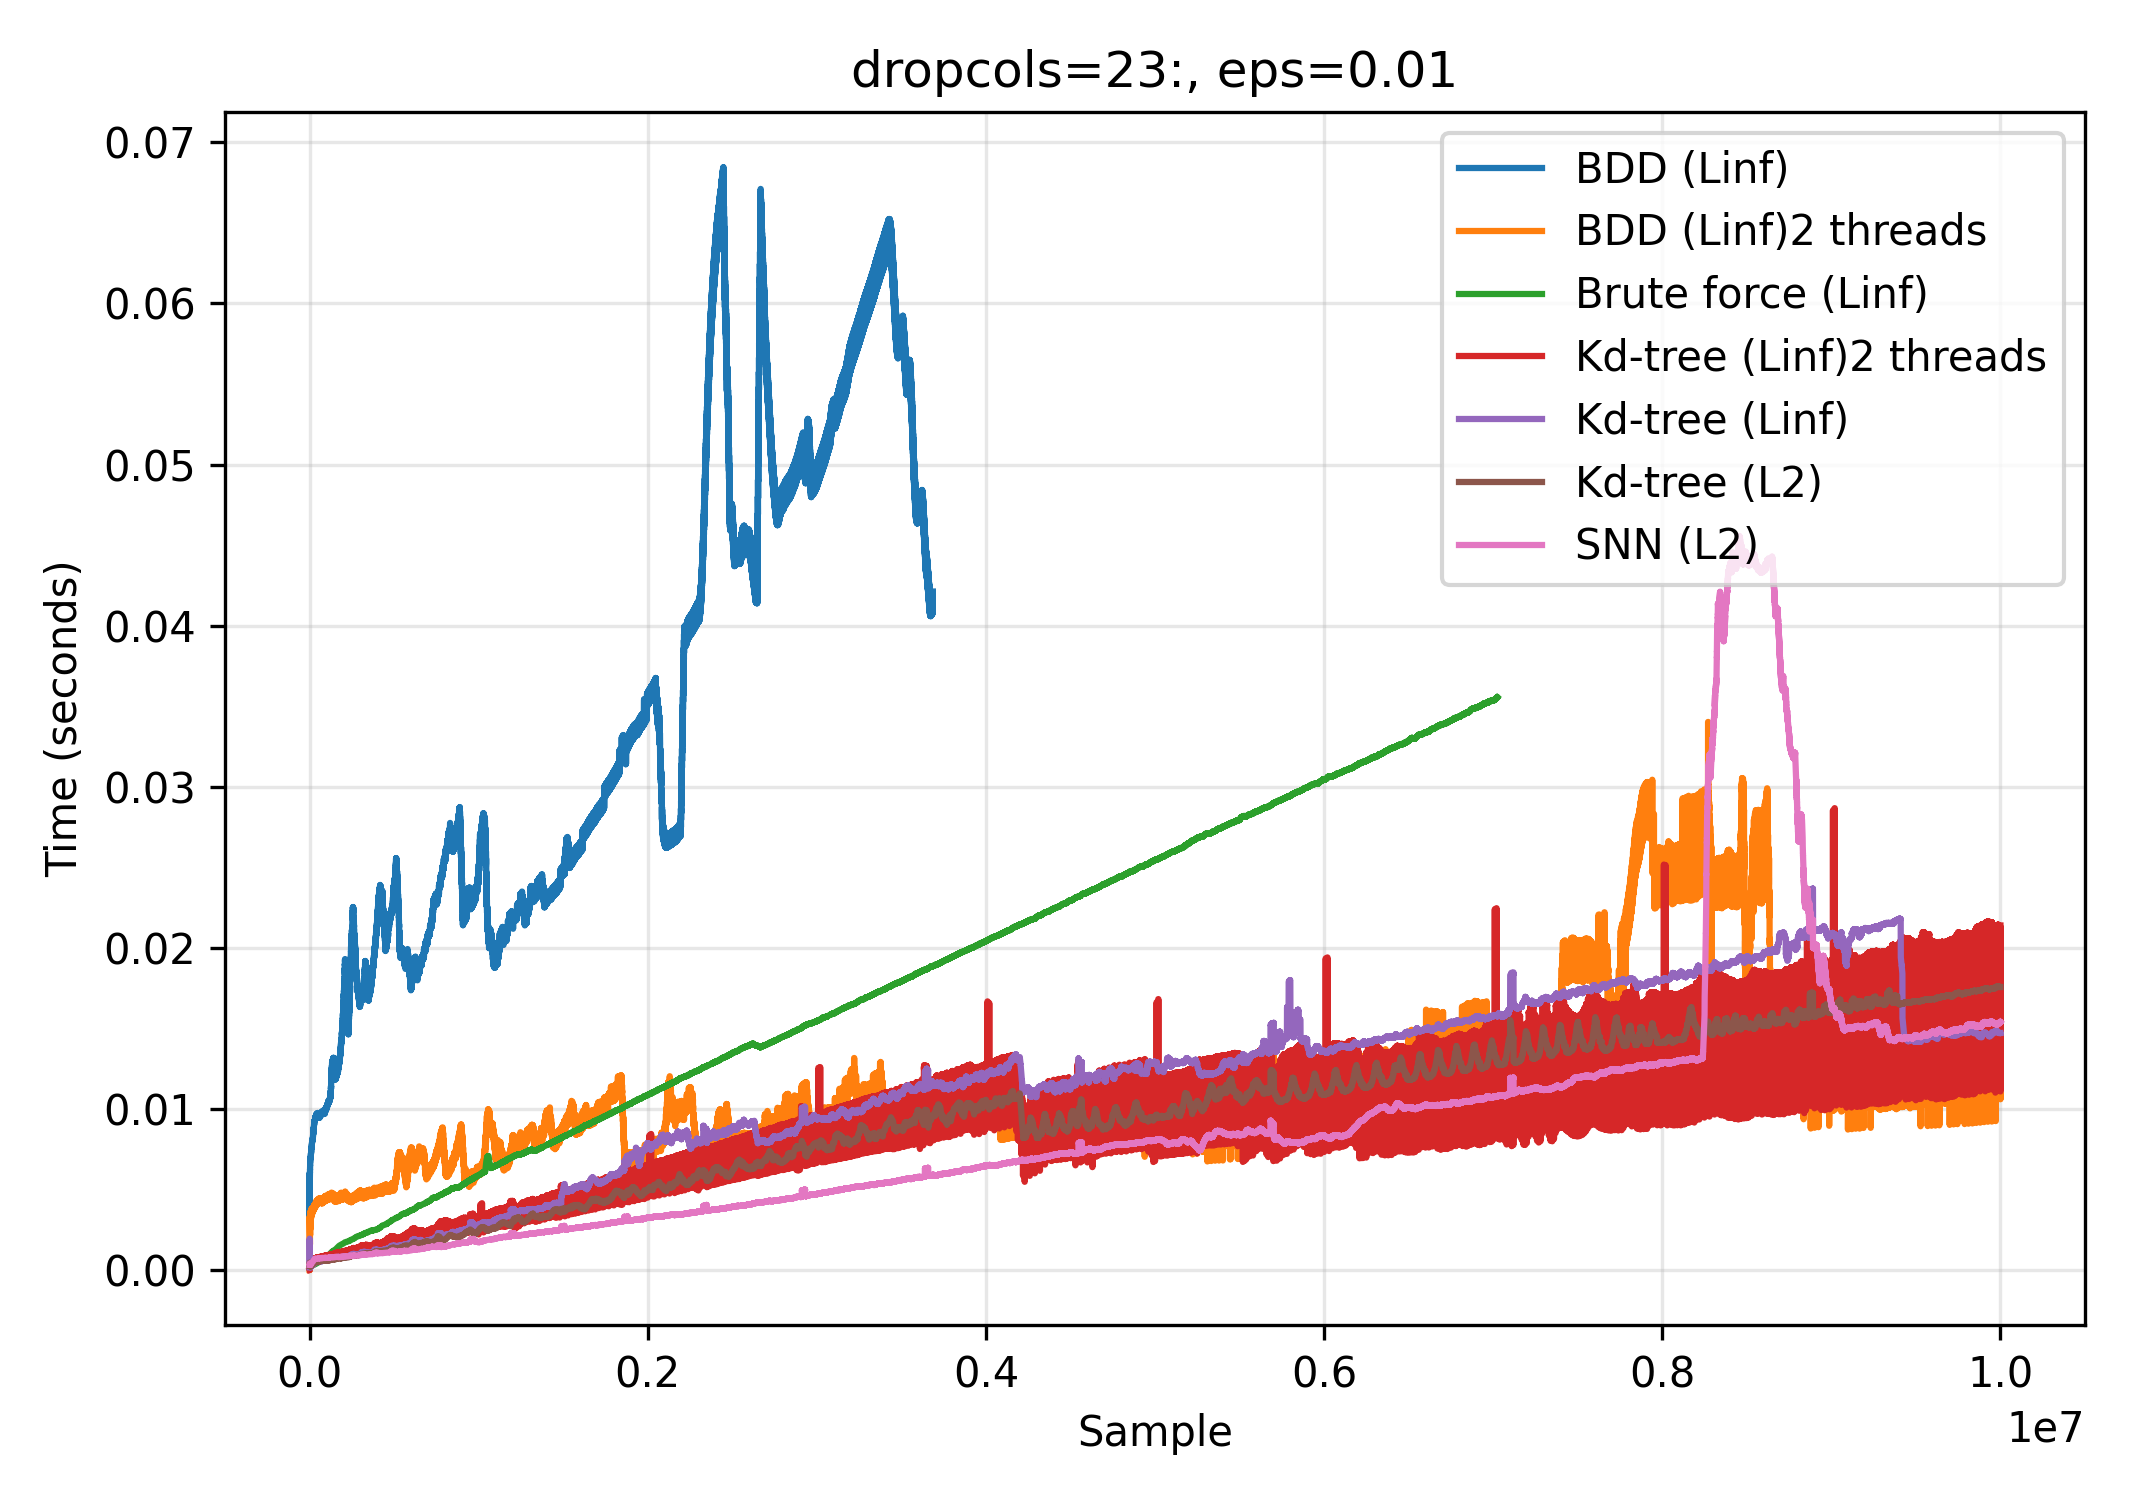 dropcols=23:, eps=0.01
0.07
0.06
0.05
0.04
0.03
0.02
0.01
0.00
Time (seconds)
BDD (Linf)
BDD (Linf)2 threads
Brute force (Linf)
Kd-tree (Linf)2 threads
Kd-tree (Linf)
Kd-tree (L2)
SNN (L2)
0.0 0.2 0.4 0.6 0.8 1.0
1e7
Sample